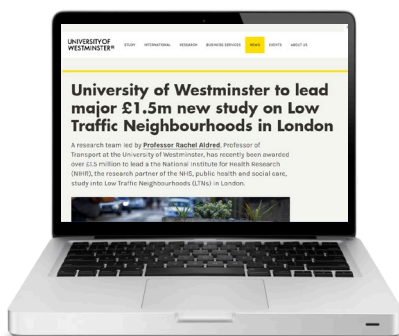 UNIVERSITY OF
WESTMINSTER
STUDY INTERNATIONAL RESEARCH BUSINESS SERVICES NEWS EVENTS ABOUT US
University of Westminster to lead
major £1.5m new study on Low
Traffic Neighbourhoods in London
A research team led by Professor Rachel Aldred, Professor of
Transport at the University of Westminster, has recently been awarded
over £1.5 million to lead a the National Institute for Health Research
(NIHR), the research partner of the NHS, public health and social care,
study into Low Traffic Neighbourhoods (LTNs) in London.